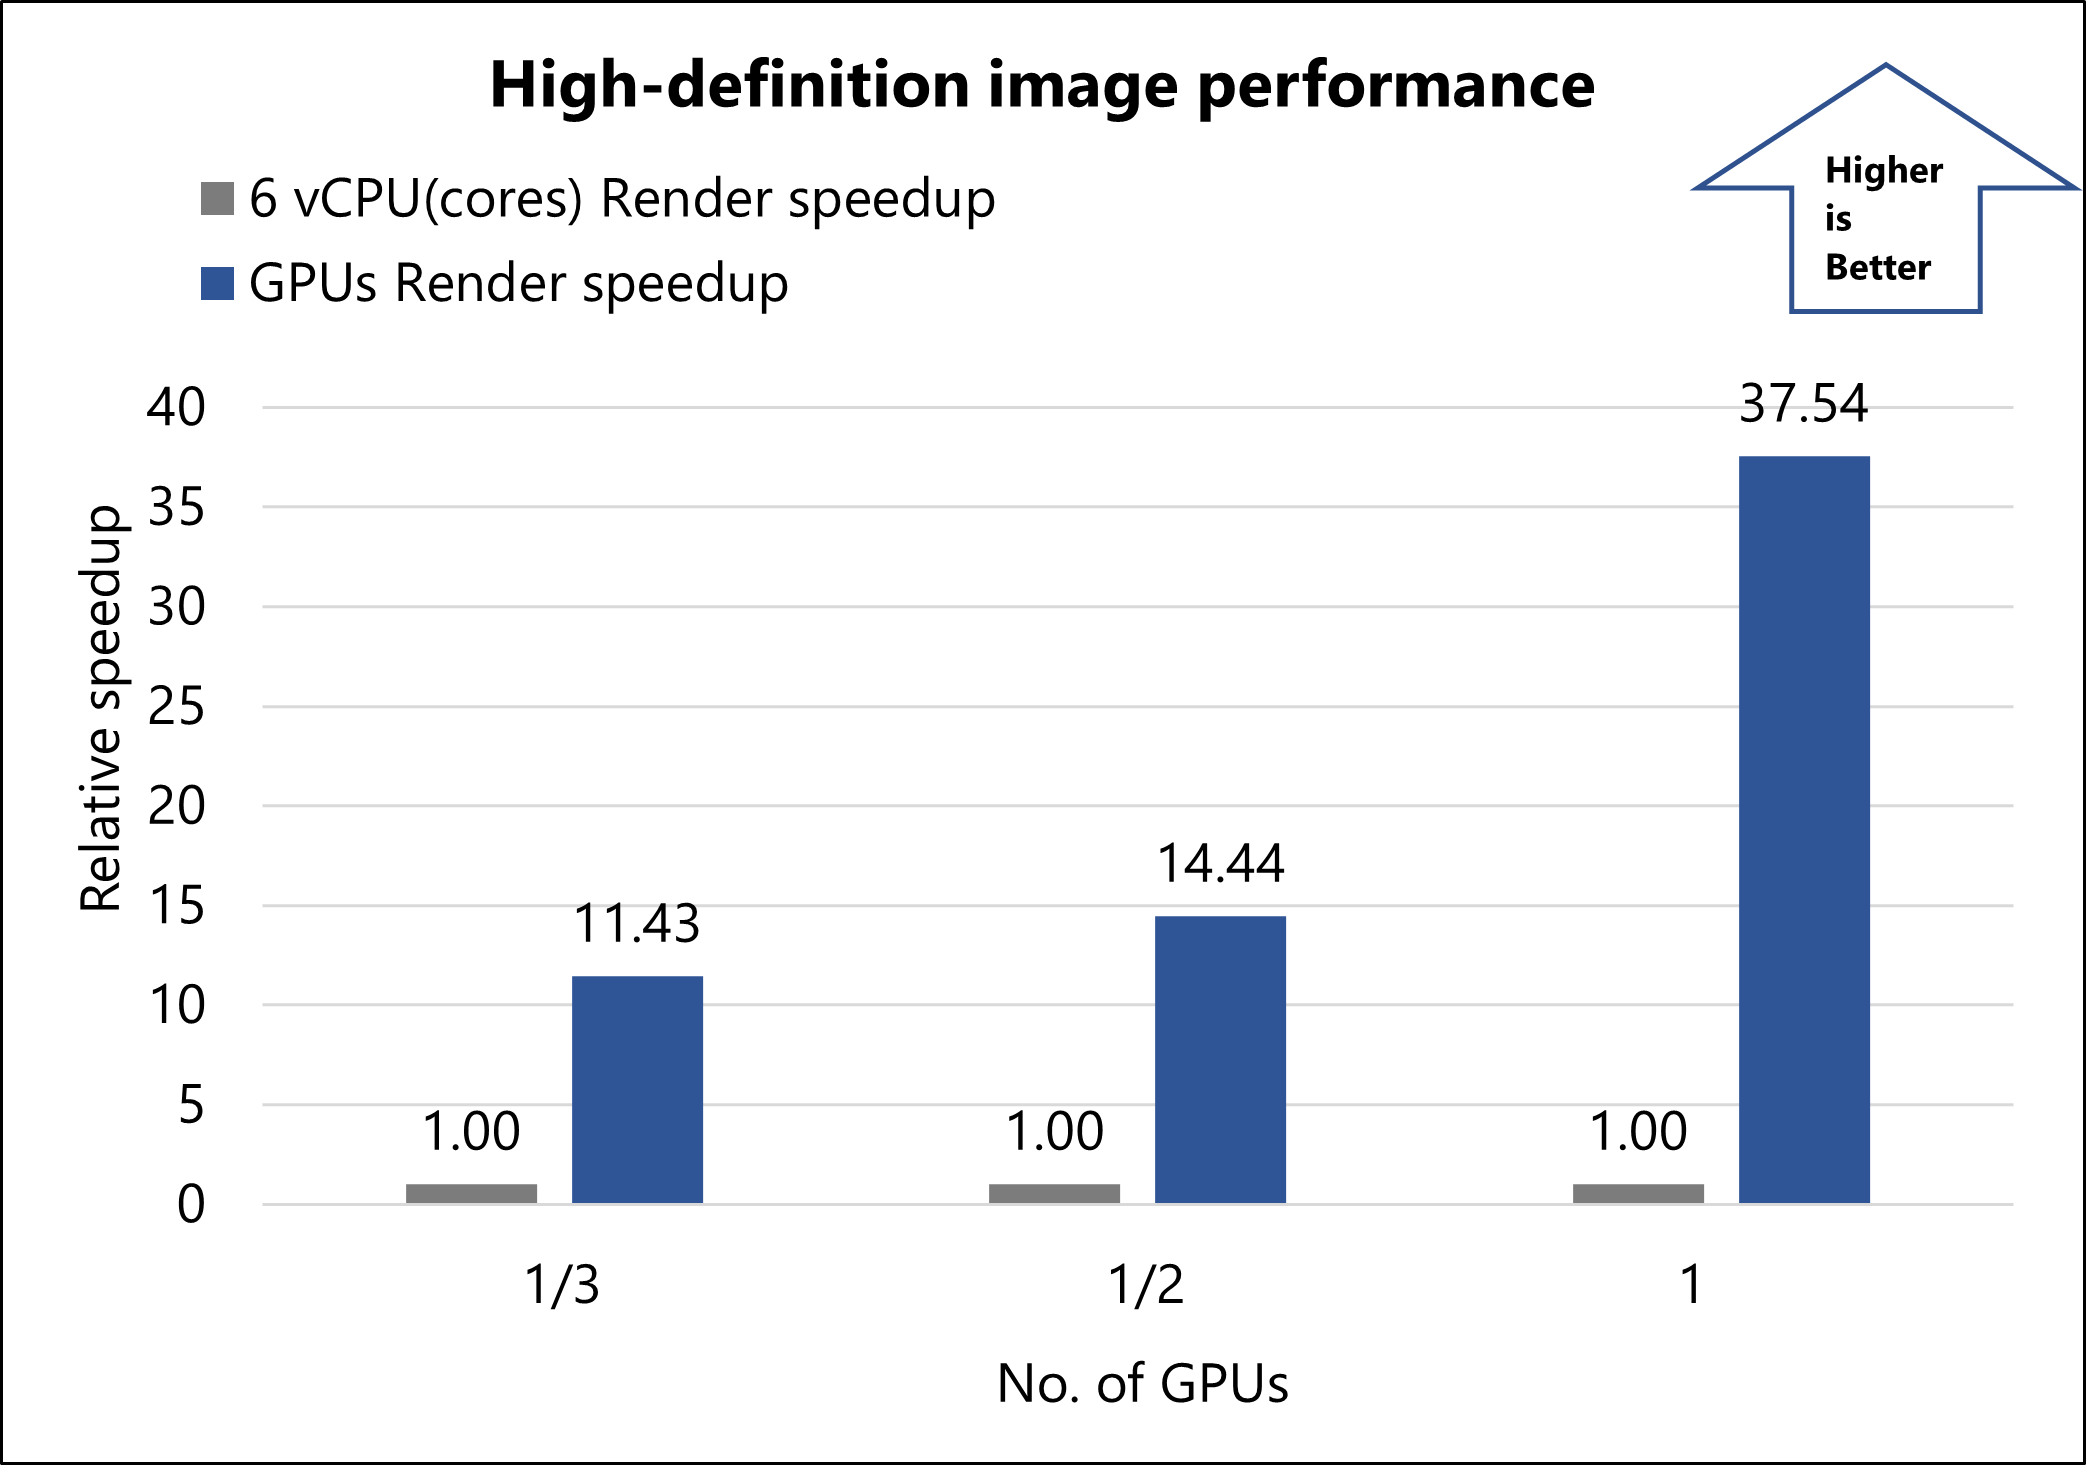 High-definition image performance
Higher
is
Better
6 vCPU(cores) Render speedup
GPUs Render speedup
Relative speedup
40
35
30
25
20
15
10
5
0
1.00
11.43
1.00
14.44
1.00
37.54
1/3
1/2
1
No. of GPUs